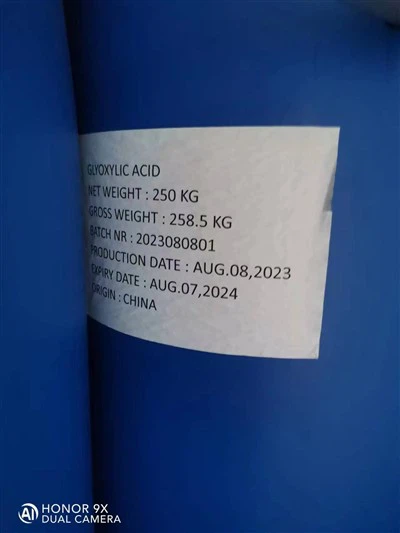 GLYOXYLIC ACID
NET WEIGHT : 250 KG
GROSS WEIGHT : 258.5 KG
BATCH NR : 2023080801
PRODUCTION DATE : AUG.08,2023
EXPIRY DATE : AUG.07,2024
ORIGIN : CHINA
AI HONOR 9X
DUAL CAMERA